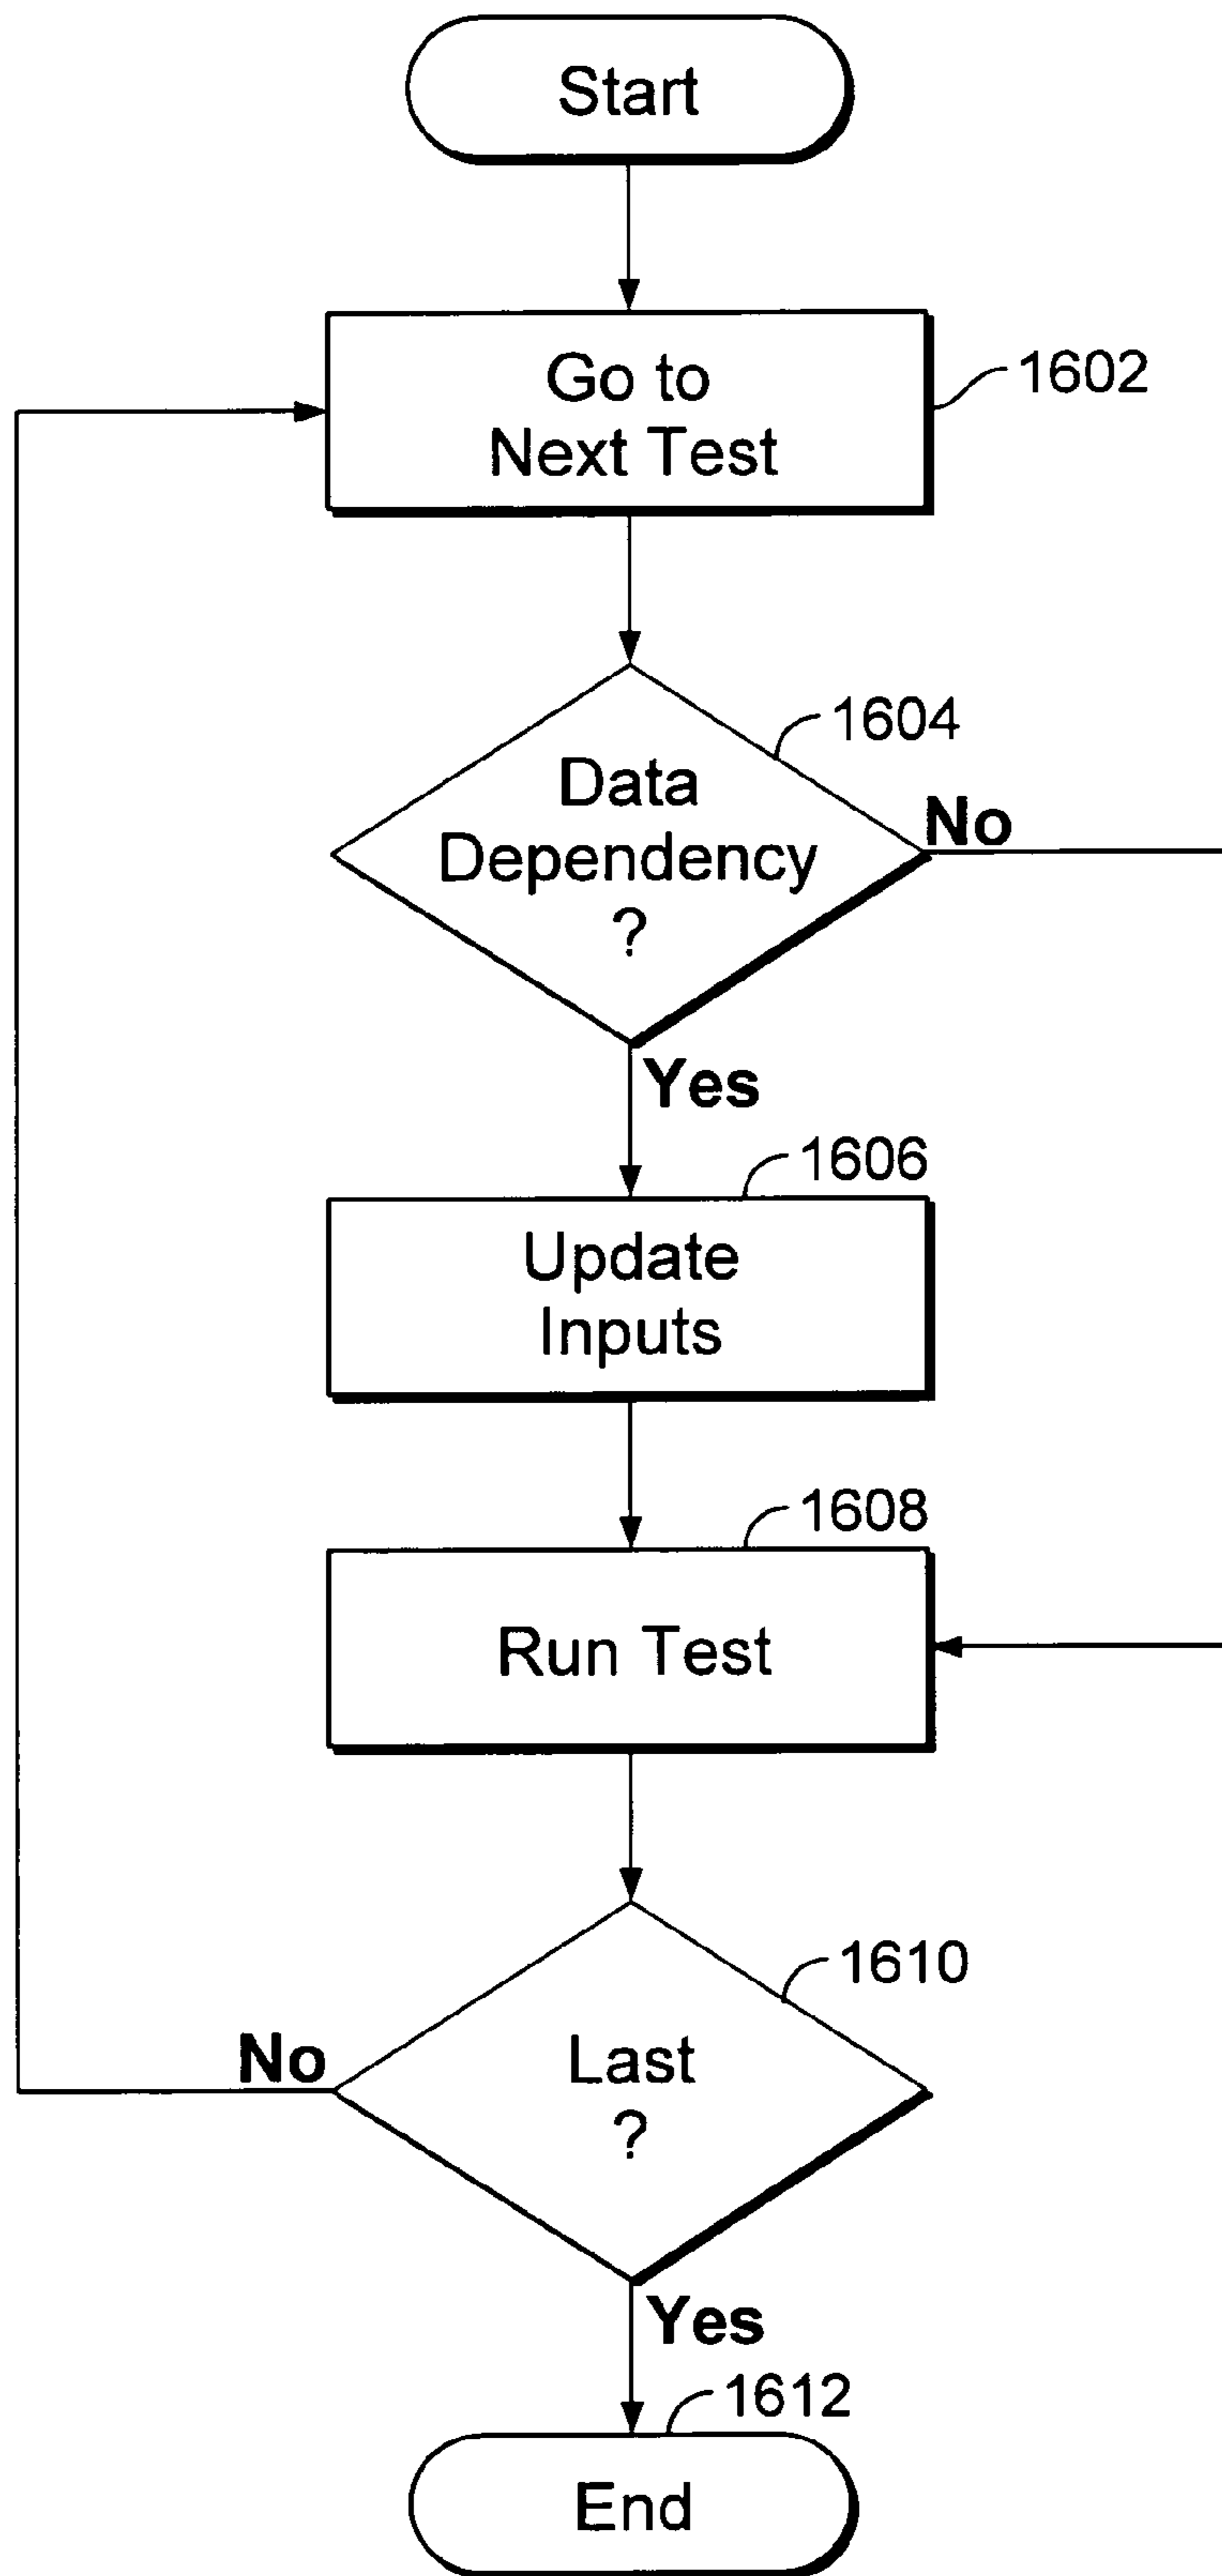 Start
Go to
Next Test
1602
1604
Data
Dependency
?
No
Yes
1606
Update
Inputs
1608
Run Test
1610
Last
?
No
Yes
1612
End